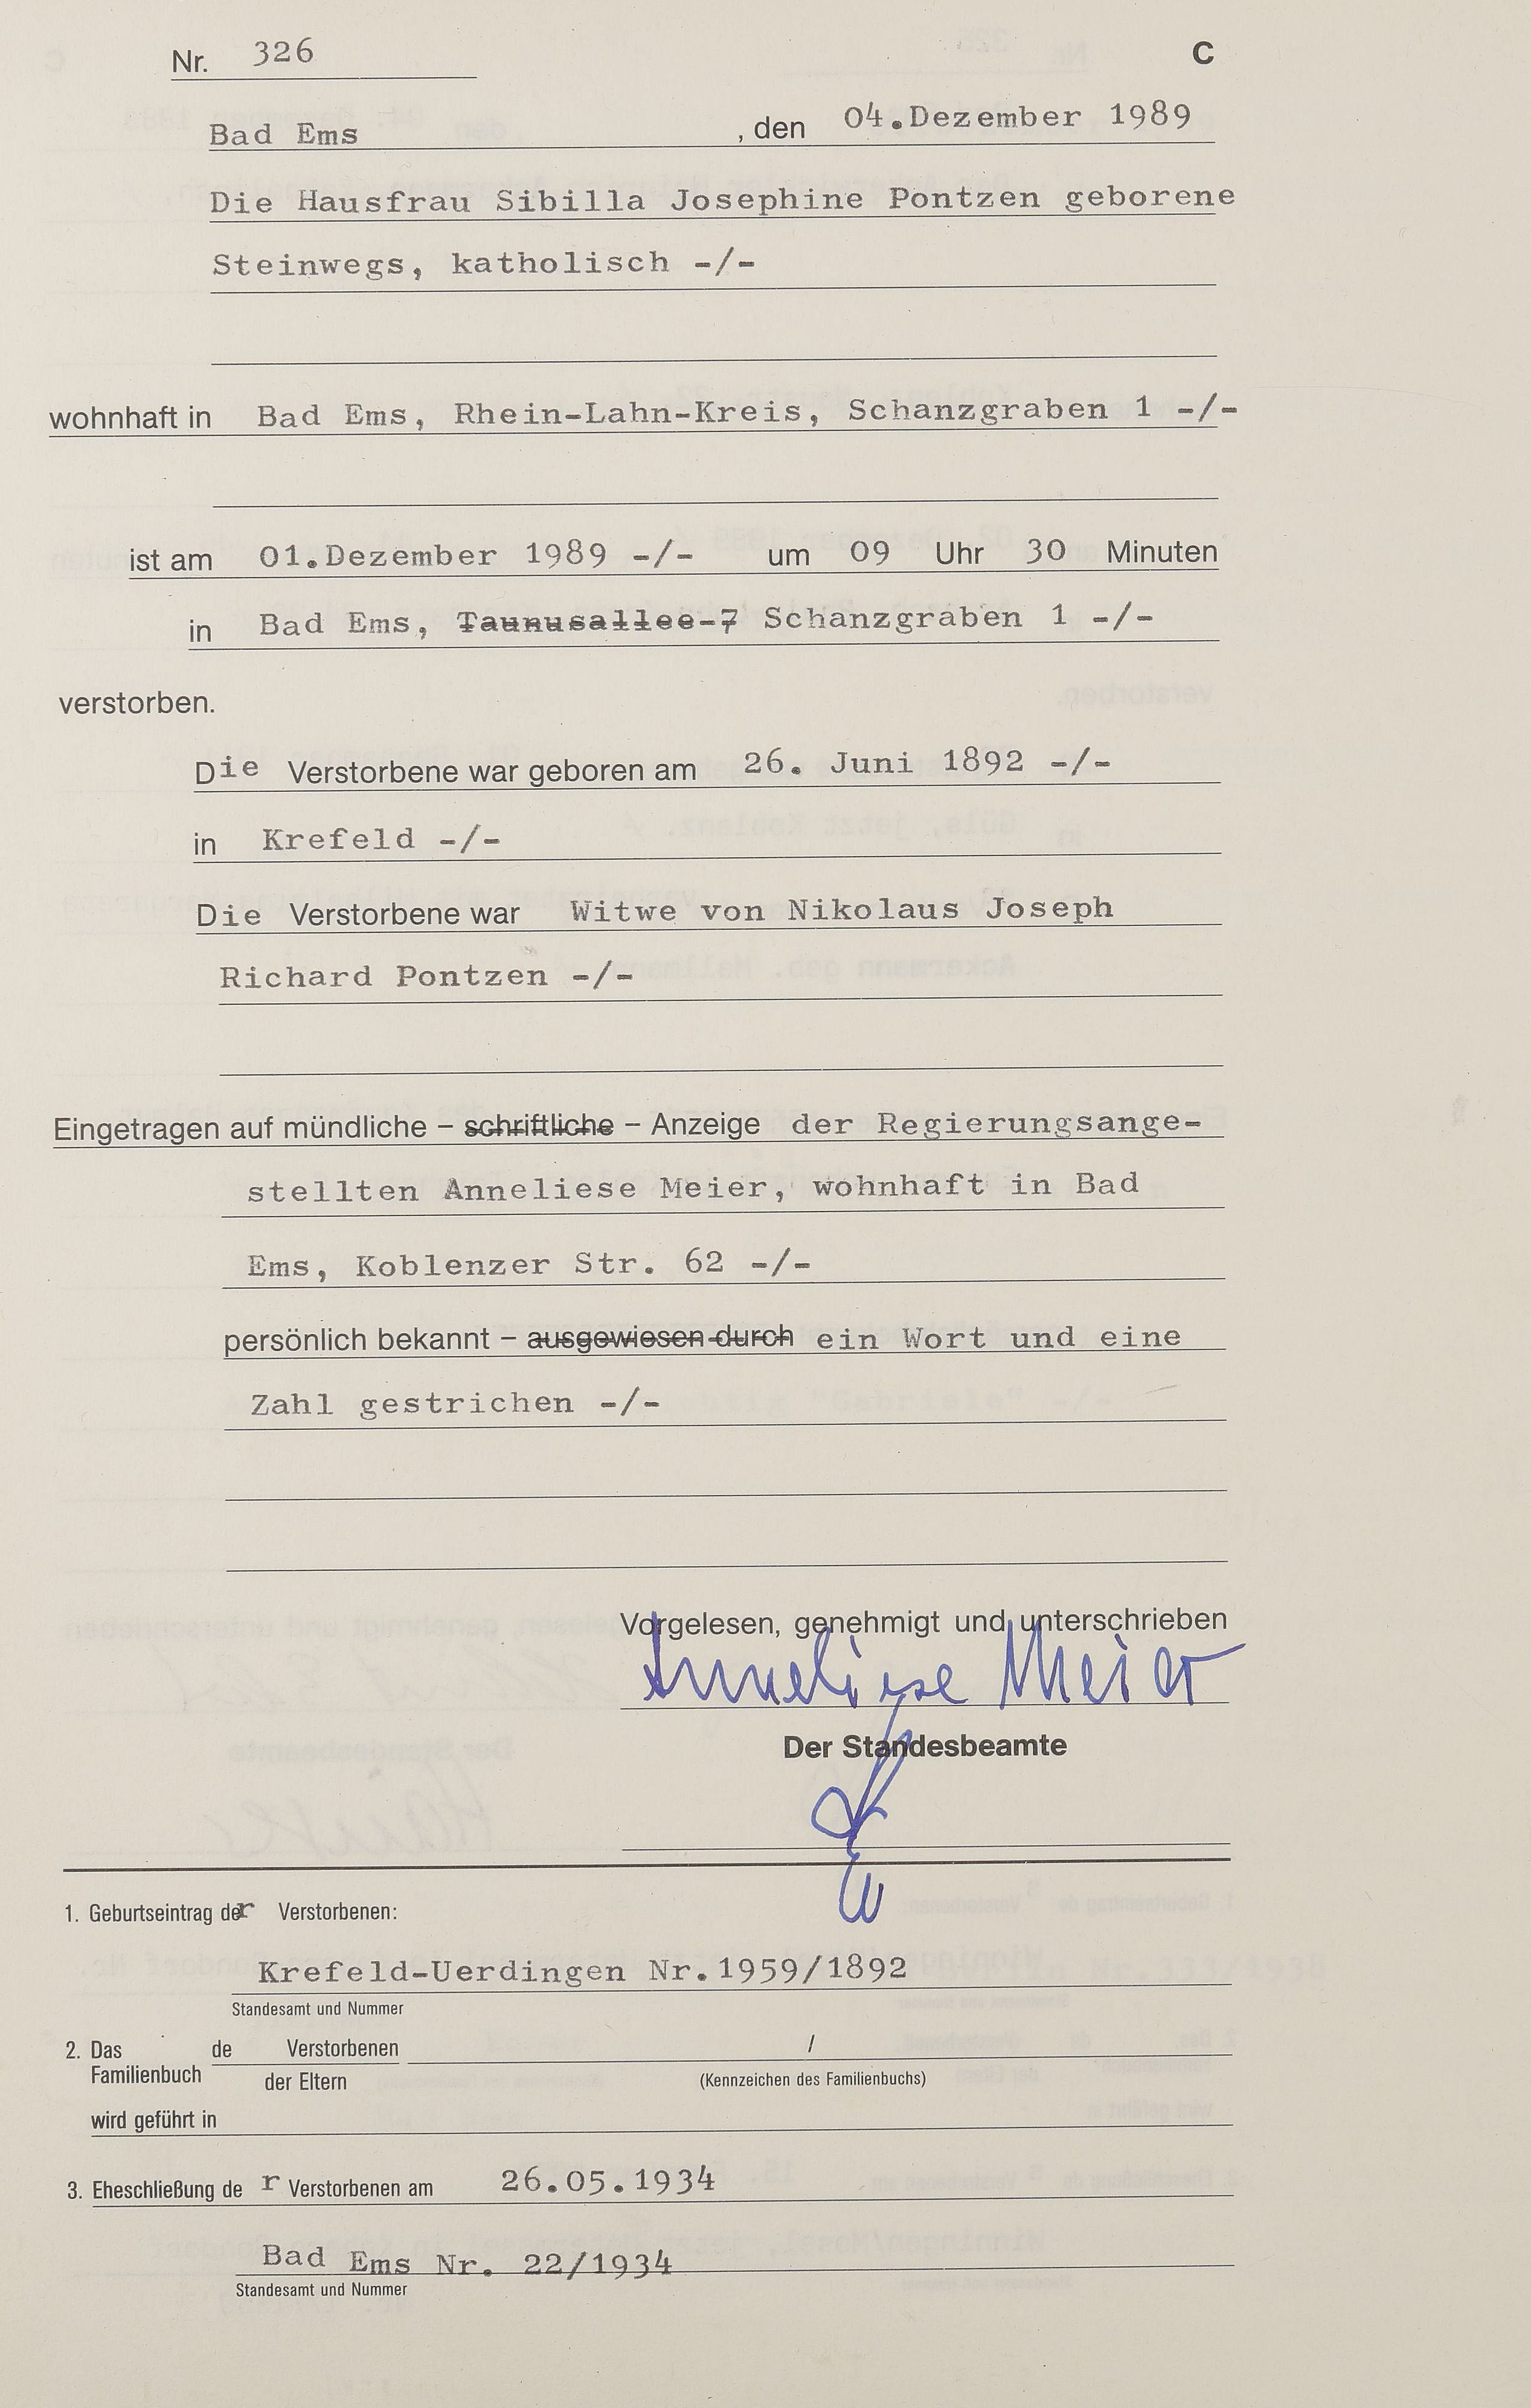 Nr. 326 C
Bad Ems , den 04.Dezember 1989
Die Hausfrau Sibilla Josephine Pontzen geborene
Steinwegs, katholisch -/-
wohnhaft in Bad Ems, Rhein-Lahn-Kreis, Schanzgraben 1 -/-
ist am 01.Dezember 1989 -/- um 09 Uhr 30 Minuten
in Bad Ems, Taunusallee 7 Schanzgraben 1 -/-
verstorben.
Die Verstorbene war geboren am 26. Juni 1892 -/-
in Krefeld -/-
Die Verstorbene war Witwe von Nikolaus Joseph
Richard Pontzen -/-
Eingetragen auf mündliche – schriftliche – Anzeige der Regierungsange-
stellten Anneliese Meier, wohnhaft in Bad
Ems, Koblenzer Str. 62 -/-
persönlich bekannt – ausgewiesen durch ein Wort und eine
Zahl gestrichen -/-
Vorgelesen, genehmigt und unterschrieben
Anneliese Meier
Der Standesbeamte
1. Geburtseintrag der Verstorbenen:
Krefeld-Uerdingen Nr.1959/1892
Standesamt und Nummer
2. Das de Verstorbenen /
Familienbuch der Eltern (Kennzeichen des Familienbuchs)
wird geführt in
3. Eheschließung de r Verstorbenen am 26.05.1934
Bad Ems Nr. 22/1934
Standesamt und Nummer